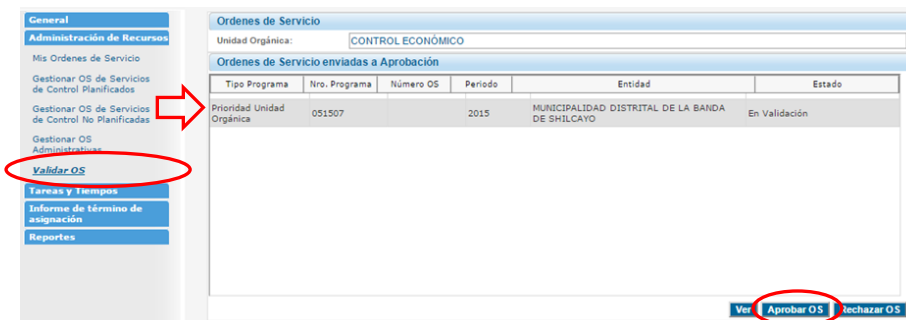 General
Administración de Recursos
Mis Ordenes de Servicio
Gestionar OS de Servicios
de Control Planificados
Gestionar OS de Servicios
de Control No Planificadas
Gestionar OS
Administrativas
Validar OS
Tareas y Tiempos
Informe de término de
asignación
Reportes
Ordenes de Servicio
Unidad Orgánica: CONTROL ECONÓMICO
Ordenes de Servicio enviadas a Aprobación
Tipo Programa Nro. Programa Número OS Periodo Entidad Estado
Prioridad Unidad
Orgánica
051507
2015
MUNICIPALIDAD DISTRITAL DE LA BANDA
DE SHILCAYO
En Validación
Ver Aprobar OS Rechazar OS